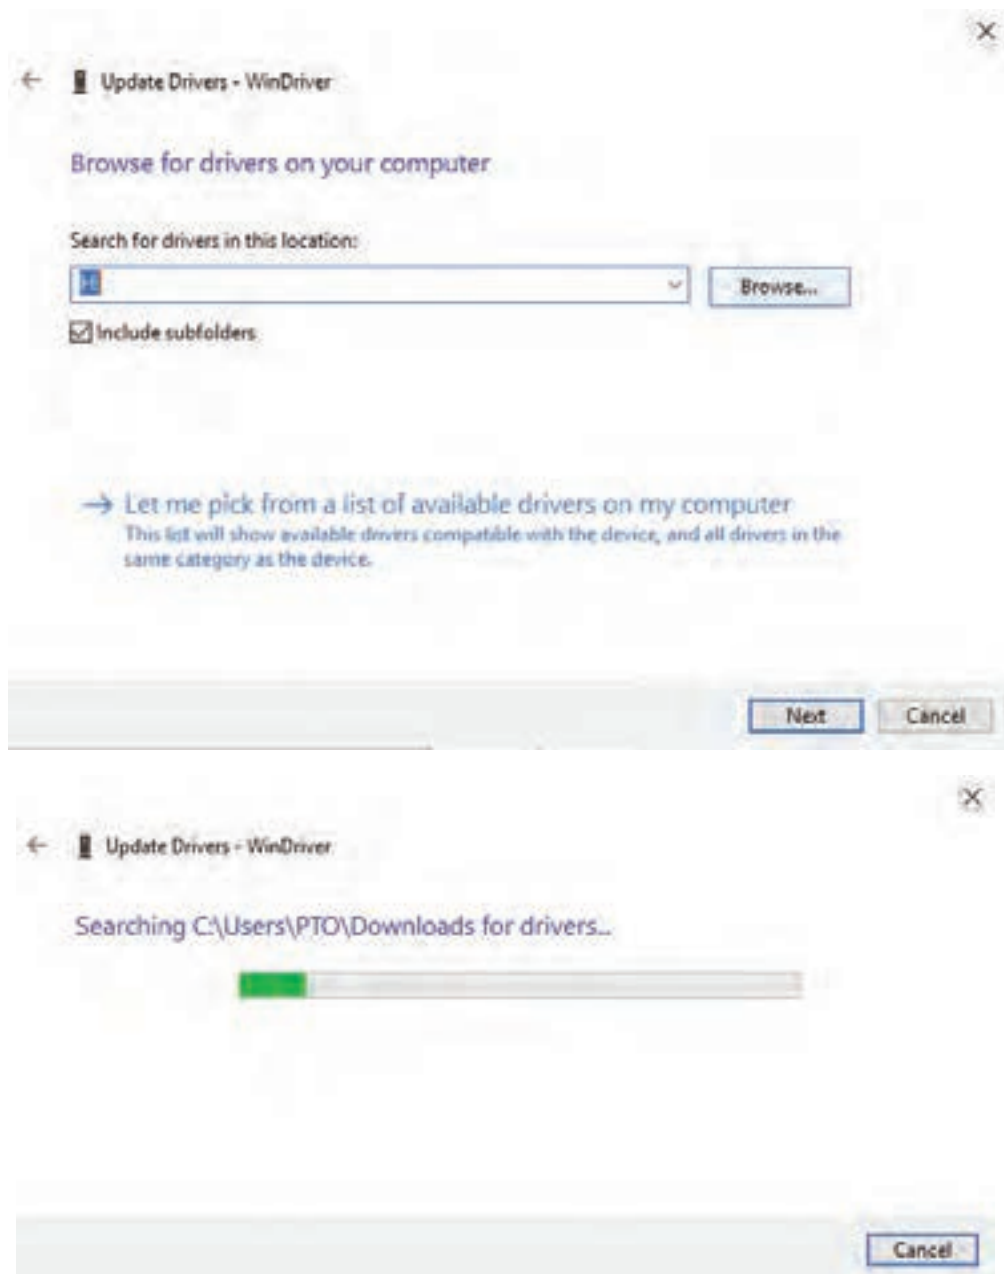 Update Drivers - WinDriver
Browse for drivers on your computer
Search for drivers in this location:
Browse...
Include subfolders
Let me pick from a list of available drivers on my computer
This list will show available drivers compatible with the device, and all drivers in the
same category as the device.
Next Cancel
Update Drivers - WinDriver
Searching C:\Users\PTO\Downloads for drivers...
Cancel